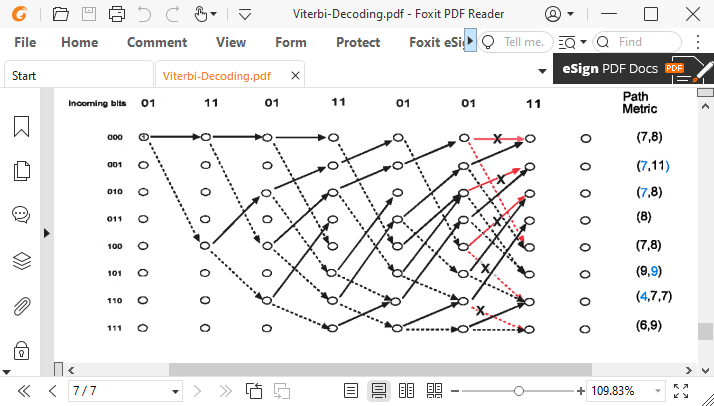 Viterbi-Decoding.pdf - Foxit PDF Reader
File Home Comment View Form Protect Foxit eSig Tell me. Find
Start Viterbi-Decoding.pdf eSign PDF Docs PDF
Incoming bits 01 11 01 11 01 01 11 Path
Metric
000 1 X (7,8)
001 (7,11)
X
010 (7,8)
011 X (8)
100 (7,8)
101 X (9,9)
110 (4,7,7)
X
111 (6,9)
7 / 7 109.83%